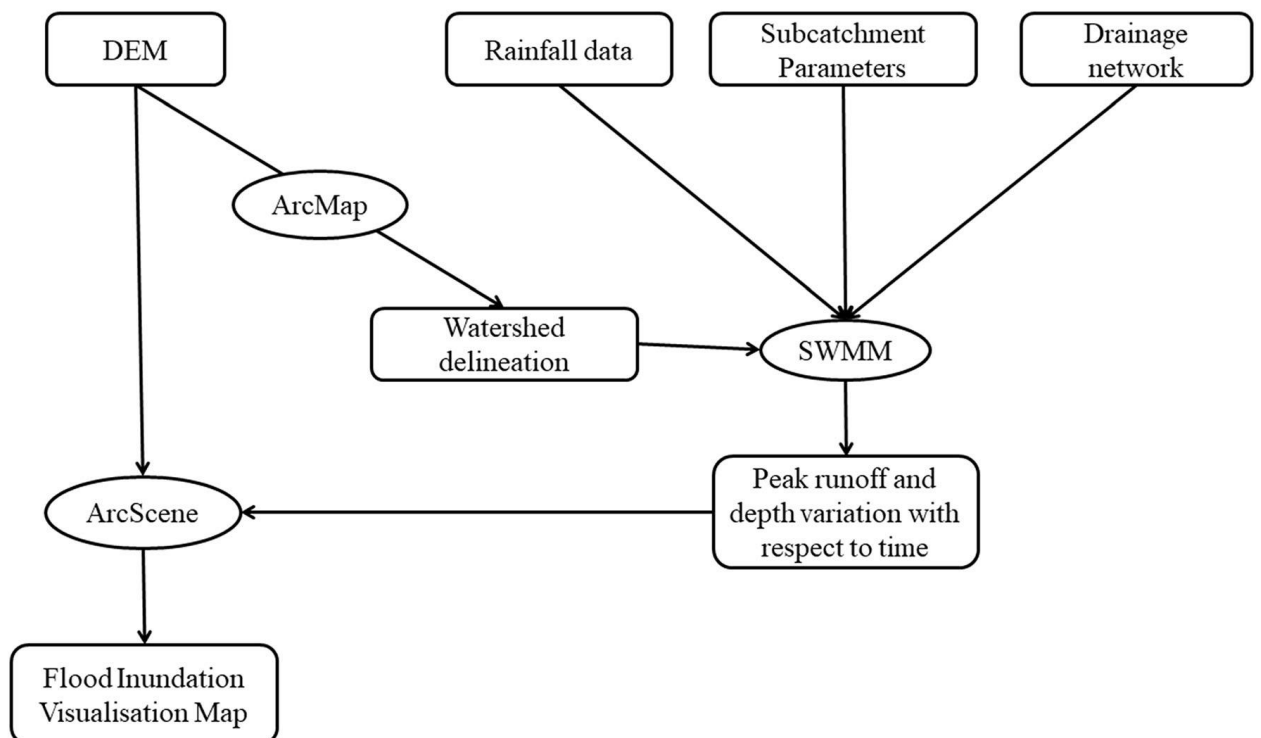 DEM
Rainfall data
Subcatchment
Parameters
Drainage
network
ArcMap
Watershed
delineation
SWMM
Peak runoff and
depth variation with
respect to time
ArcScene
Flood Inundation
Visualisation Map